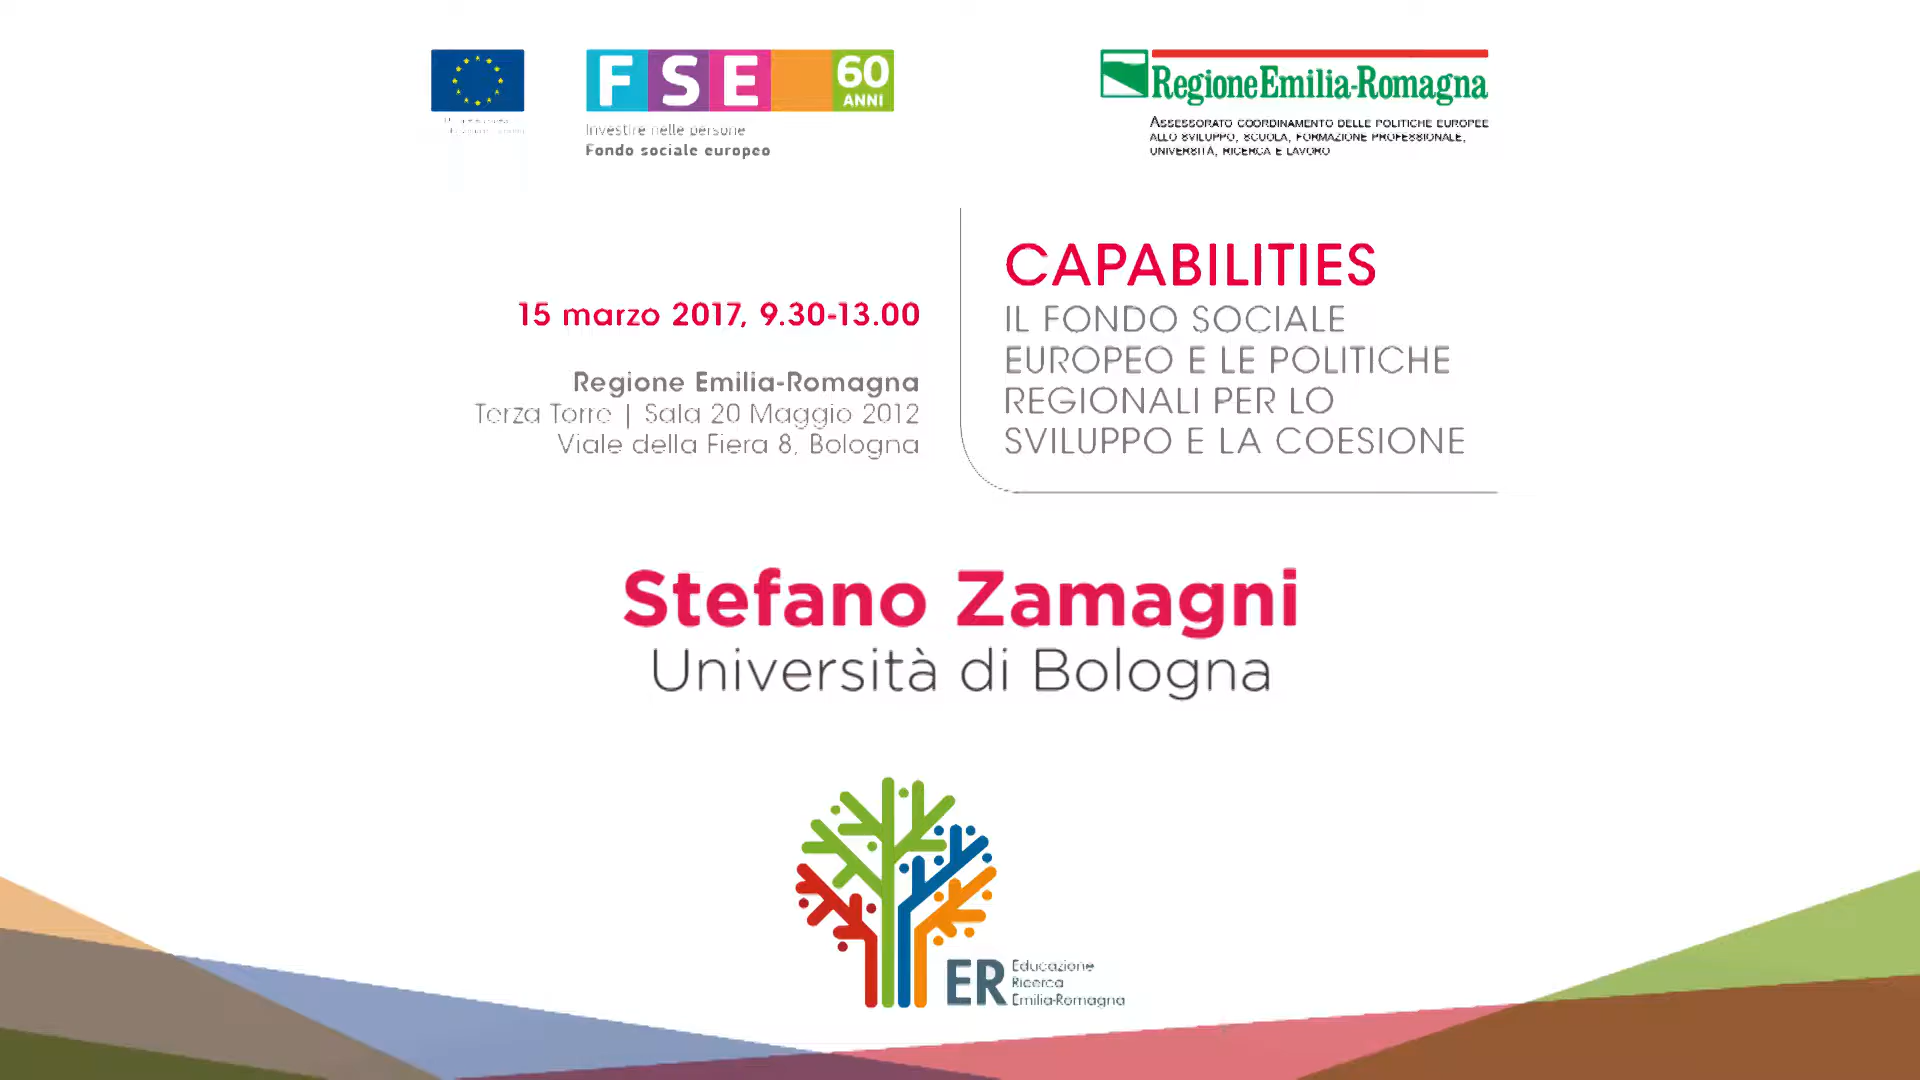 FSE 60 ANNI
Investire nelle persone
Fondo sociale europeo
RegioneEmilia-Romagna
ASSESSORATO COORDINAMENTO DELLE POLITICHE EUROPEE
ALLO SVILUPPO, SCUOLA, FORMAZIONE PROFESSIONALE,
UNIVERSITÀ, RICERCA E LAVORO
15 marzo 2017, 9.30-13.00
Regione Emilia-Romagna
Terza Torre | Sala 20 Maggio 2012
Viale della Fiera 8, Bologna
CAPABILITIES
IL FONDO SOCIALE
EUROPEO E LE POLITICHE
REGIONALI PER LO
SVILUPPO E LA COESIONE
Stefano Zamagni
Università di Bologna
ER
Educazione
Ricerca
Emilia-Romagna